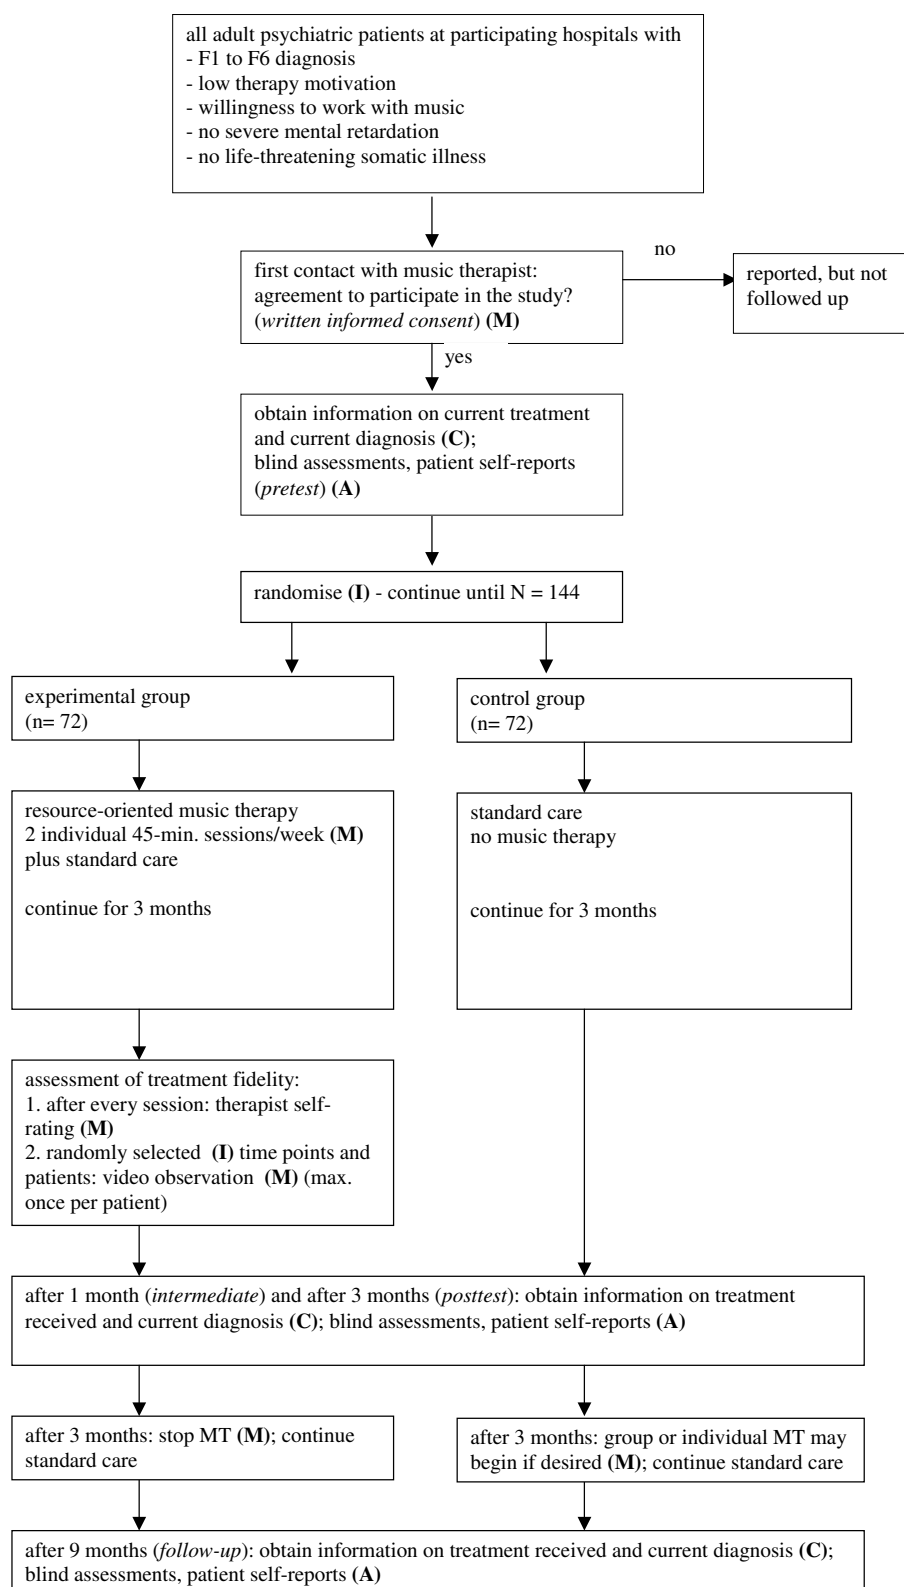 all adult psychiatric patients at participating hospitals with
- F1 to F6 diagnosis
- low therapy motivation
- willingness to work with music
- no severe mental retardation
- no life-threatening somatic illness
first contact with music therapist:
agreement to participate in the study?
(written informed consent) (M)
no
reported, but not
followed up
yes
obtain information on current treatment
and current diagnosis (C);
blind assessments, patient self-reports
(pretest) (A)
randomise (I) - continue until N = 144
experimental group
(n= 72)
control group
(n= 72)
resource-oriented music therapy
2 individual 45-min. sessions/week (M)
plus standard care
continue for 3 months
standard care
no music therapy
continue for 3 months
assessment of treatment fidelity:
1. after every session: therapist self-
rating (M)
2. randomly selected (I) time points and
patients: video observation (M) (max.
once per patient)
after 1 month (intermediate) and after 3 months (posttest): obtain information on treatment
received and current diagnosis (C); blind assessments, patient self-reports (A)
after 3 months: stop MT (M); continue
standard care
after 3 months: group or individual MT may
begin if desired (M); continue standard care
after 9 months (follow-up): obtain information on treatment received and current diagnosis (C);
blind assessments, patient self-reports (A)